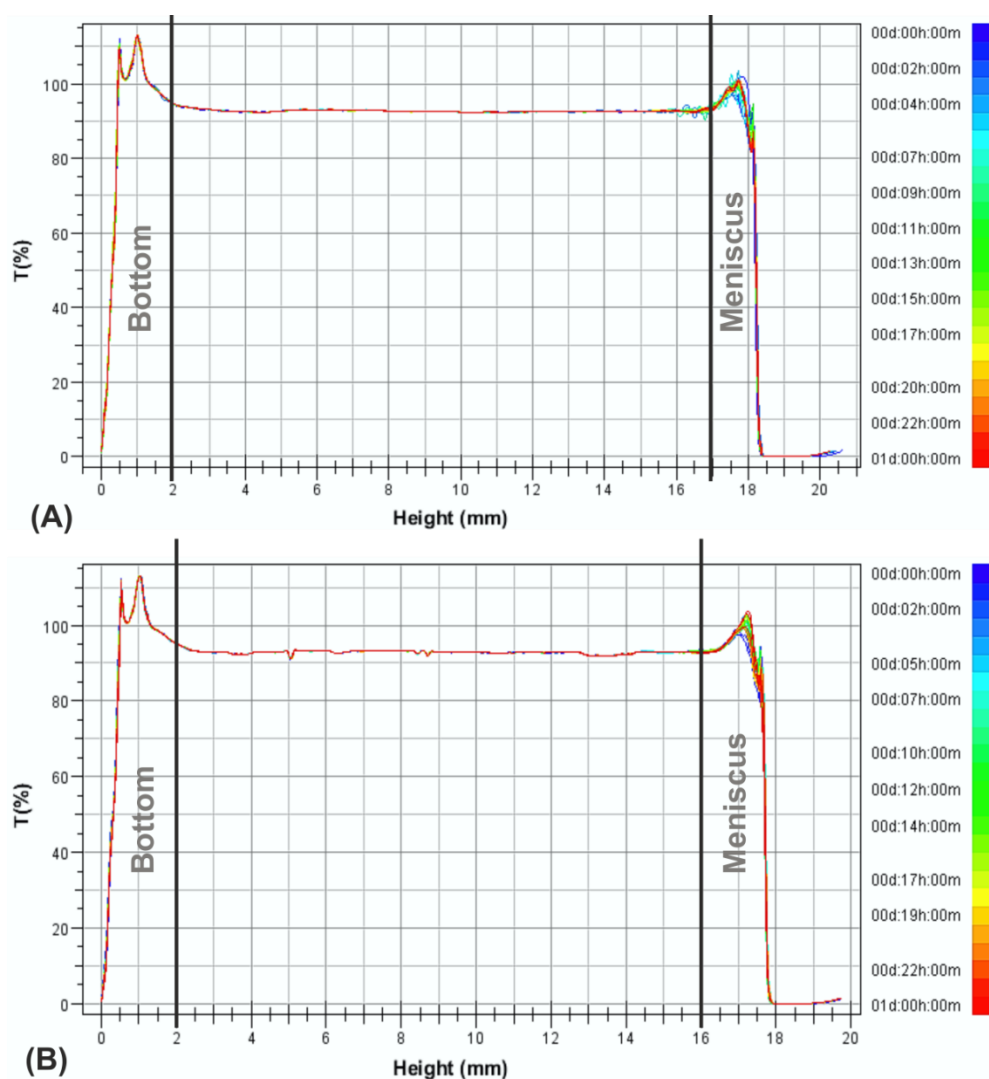 00d:00h:00m
00d:02h:00m
00d:04h:00m
00d:07h:00m
00d:09h:00m
00d:11h:00m
00d:13h:00m
00d:15h:00m
00d:17h:00m
00d:20h:00m
00d:22h:00m
01d:00h:00m
100
80
60
40
20
0
T(%)
Bottom
Meniscus
0 2 4 6 8 10 12 14 16 18 20
Height (mm)
(A)
00d:00h:00m
00d:02h:00m
00d:05h:00m
00d:07h:00m
00d:10h:00m
00d:12h:00m
00d:14h:00m
00d:17h:00m
00d:19h:00m
00d:22h:00m
01d:00h:00m
100
80
60
40
20
0
T(%)
Bottom
Meniscus
0 2 4 6 8 10 12 14 16 18 20
Height (mm)
(B)